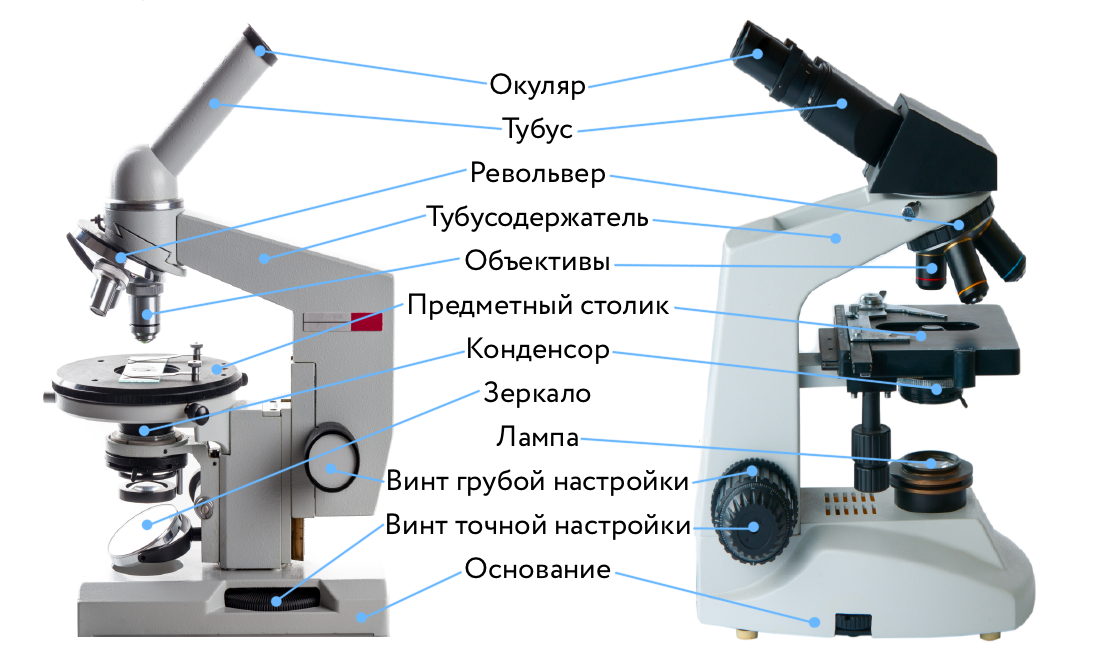 Окуляр
Тубус
Револьвер
Тубусодержатель
Объективы
Предметный столик
Конденсор
Зеркало
Лампа
Винт грубой настройки
Винт точной настройки
Основание